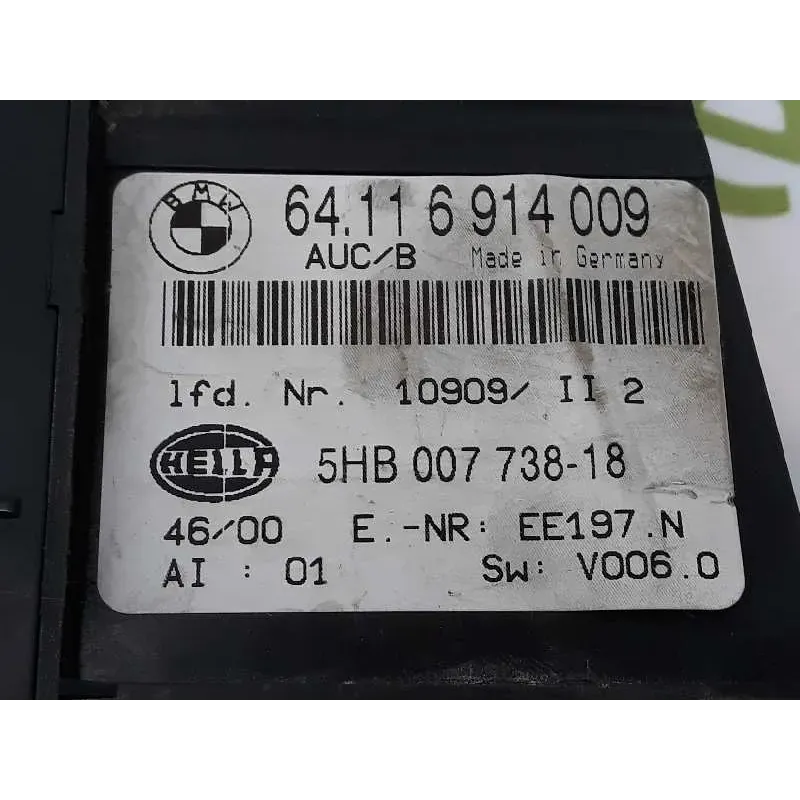 BMW
64.11 6 914 009
AUC/B Made in Germany
lfd. Nr. 10909/ II 2
HELLA 5HB 007 738-18
46/00 E.-NR: EE197.N
AI : 01 Sw: V006.0